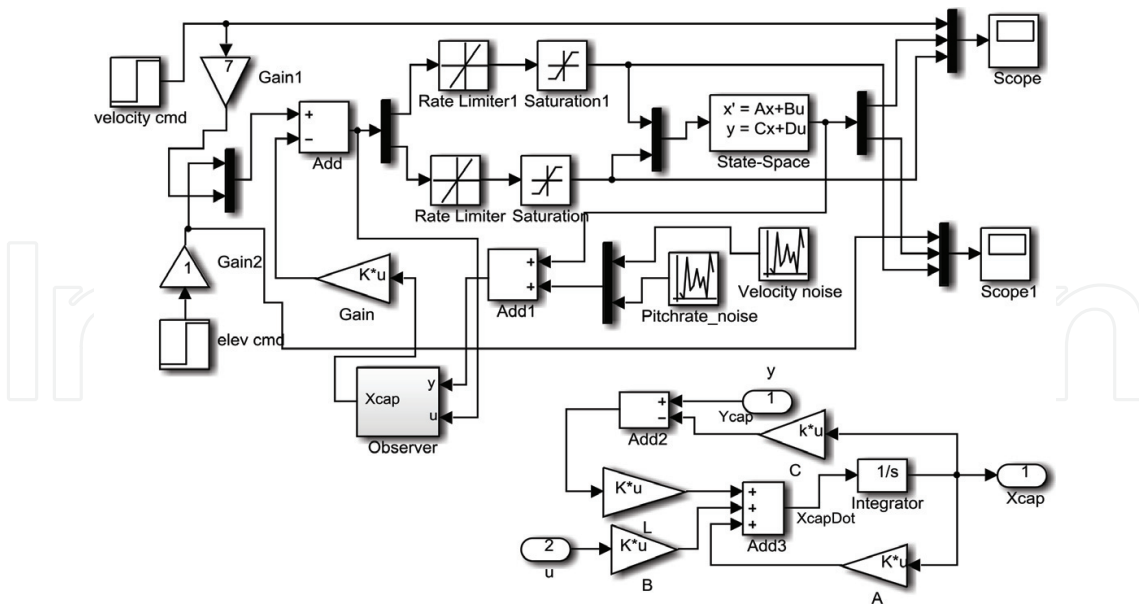 7
Gain1
velocity cmd
+
−
Add
Rate Limiter1
Saturation1
x' = Ax+Bu
y = Cx+Du
State-Space
Scope
Rate Limiter
Saturation
1
Gain2
elev cmd
K*u
Gain
+
+
Add1
Pitchrate_noise
Velocity noise
Scope1
Xcap
y
u
Observer
y
1
Ycap
+
−
Add2
k*u
C
K*u
L
+
+
+
Add3
XcapDot
1/s
Integrator
1
Xcap
2
u
K*u
B
K*u
A